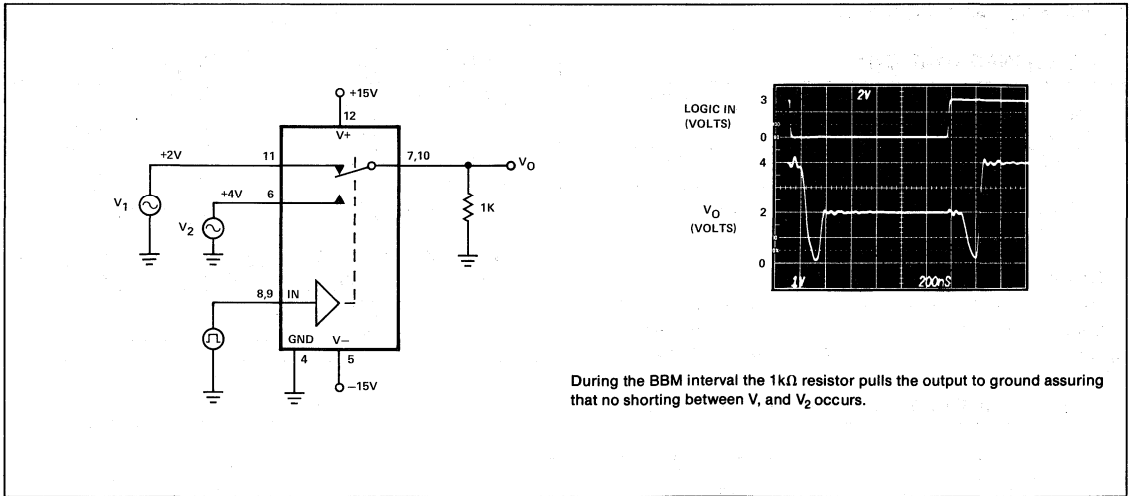 +15V
12
V+
+2V
11
7,10
VO
+4V
6
V1
V2
1K
8,9
IN
GND
V−
4
5
−15V
LOGIC IN
(VOLTS)
3
0
2V
4
VO
(VOLTS)
2
0
1V
200nS
During the BBM interval the 1kΩ resistor pulls the output to ground assuring
that no shorting between V, and V2 occurs.